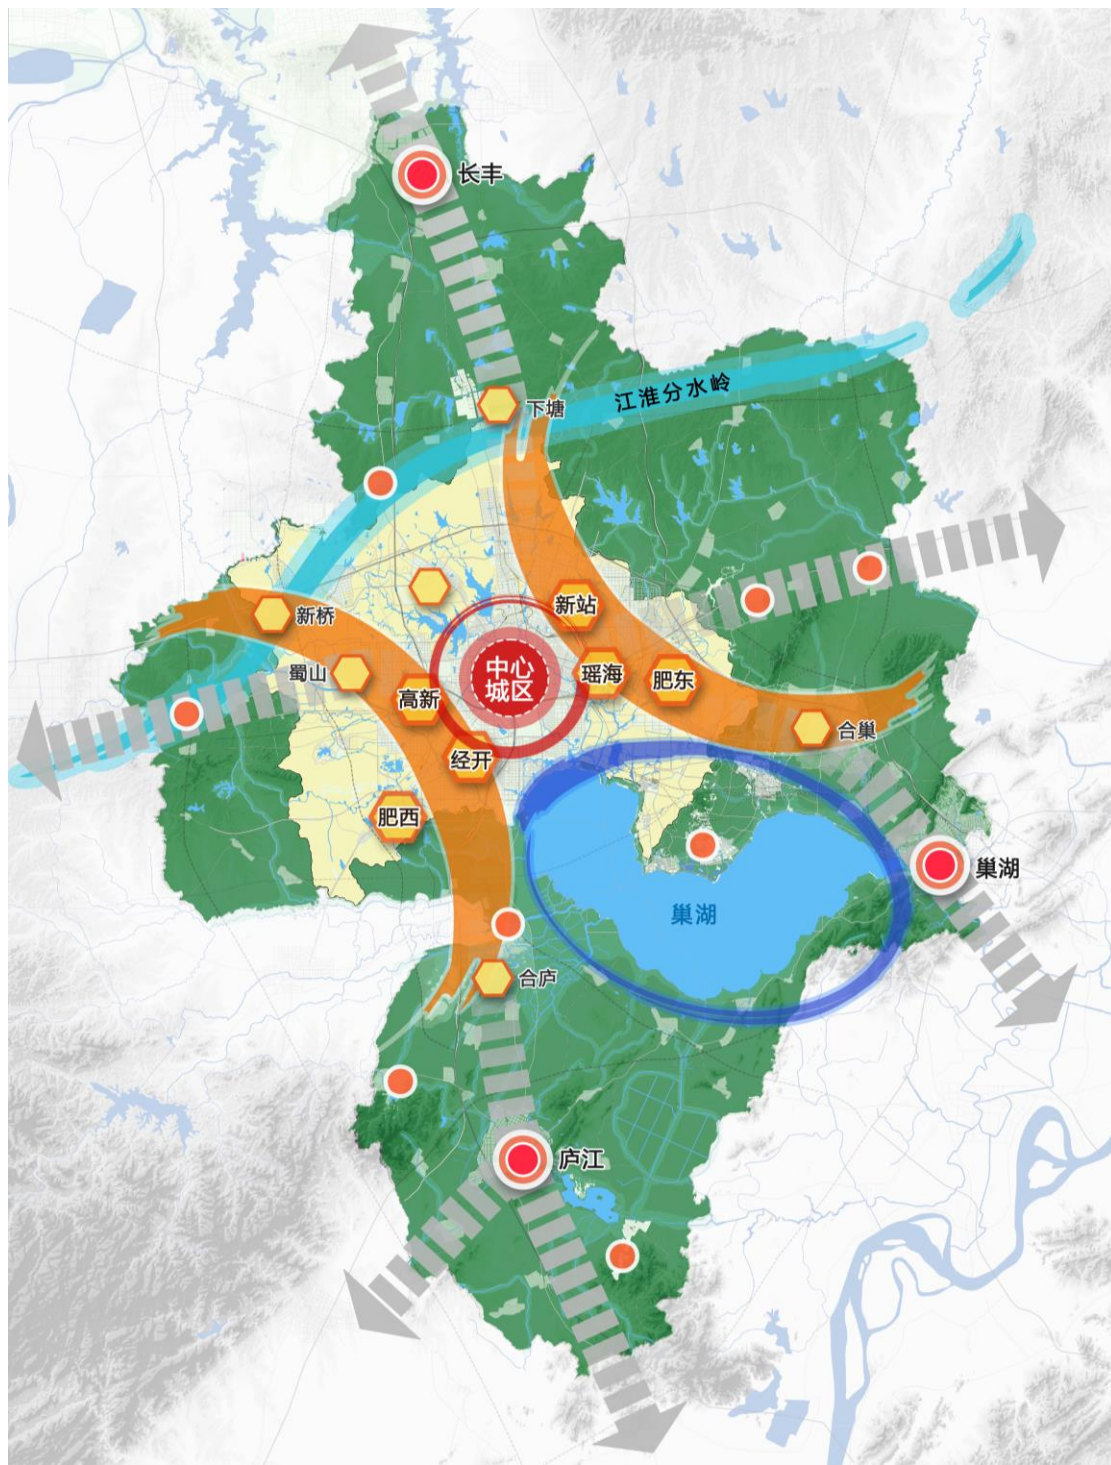 长丰
江淮分水岭
下塘
新桥
新站
蜀山
中心
城区
瑶海
肥东
高新
合巢
经开
肥西
巢湖
巢湖
合庐
庐江